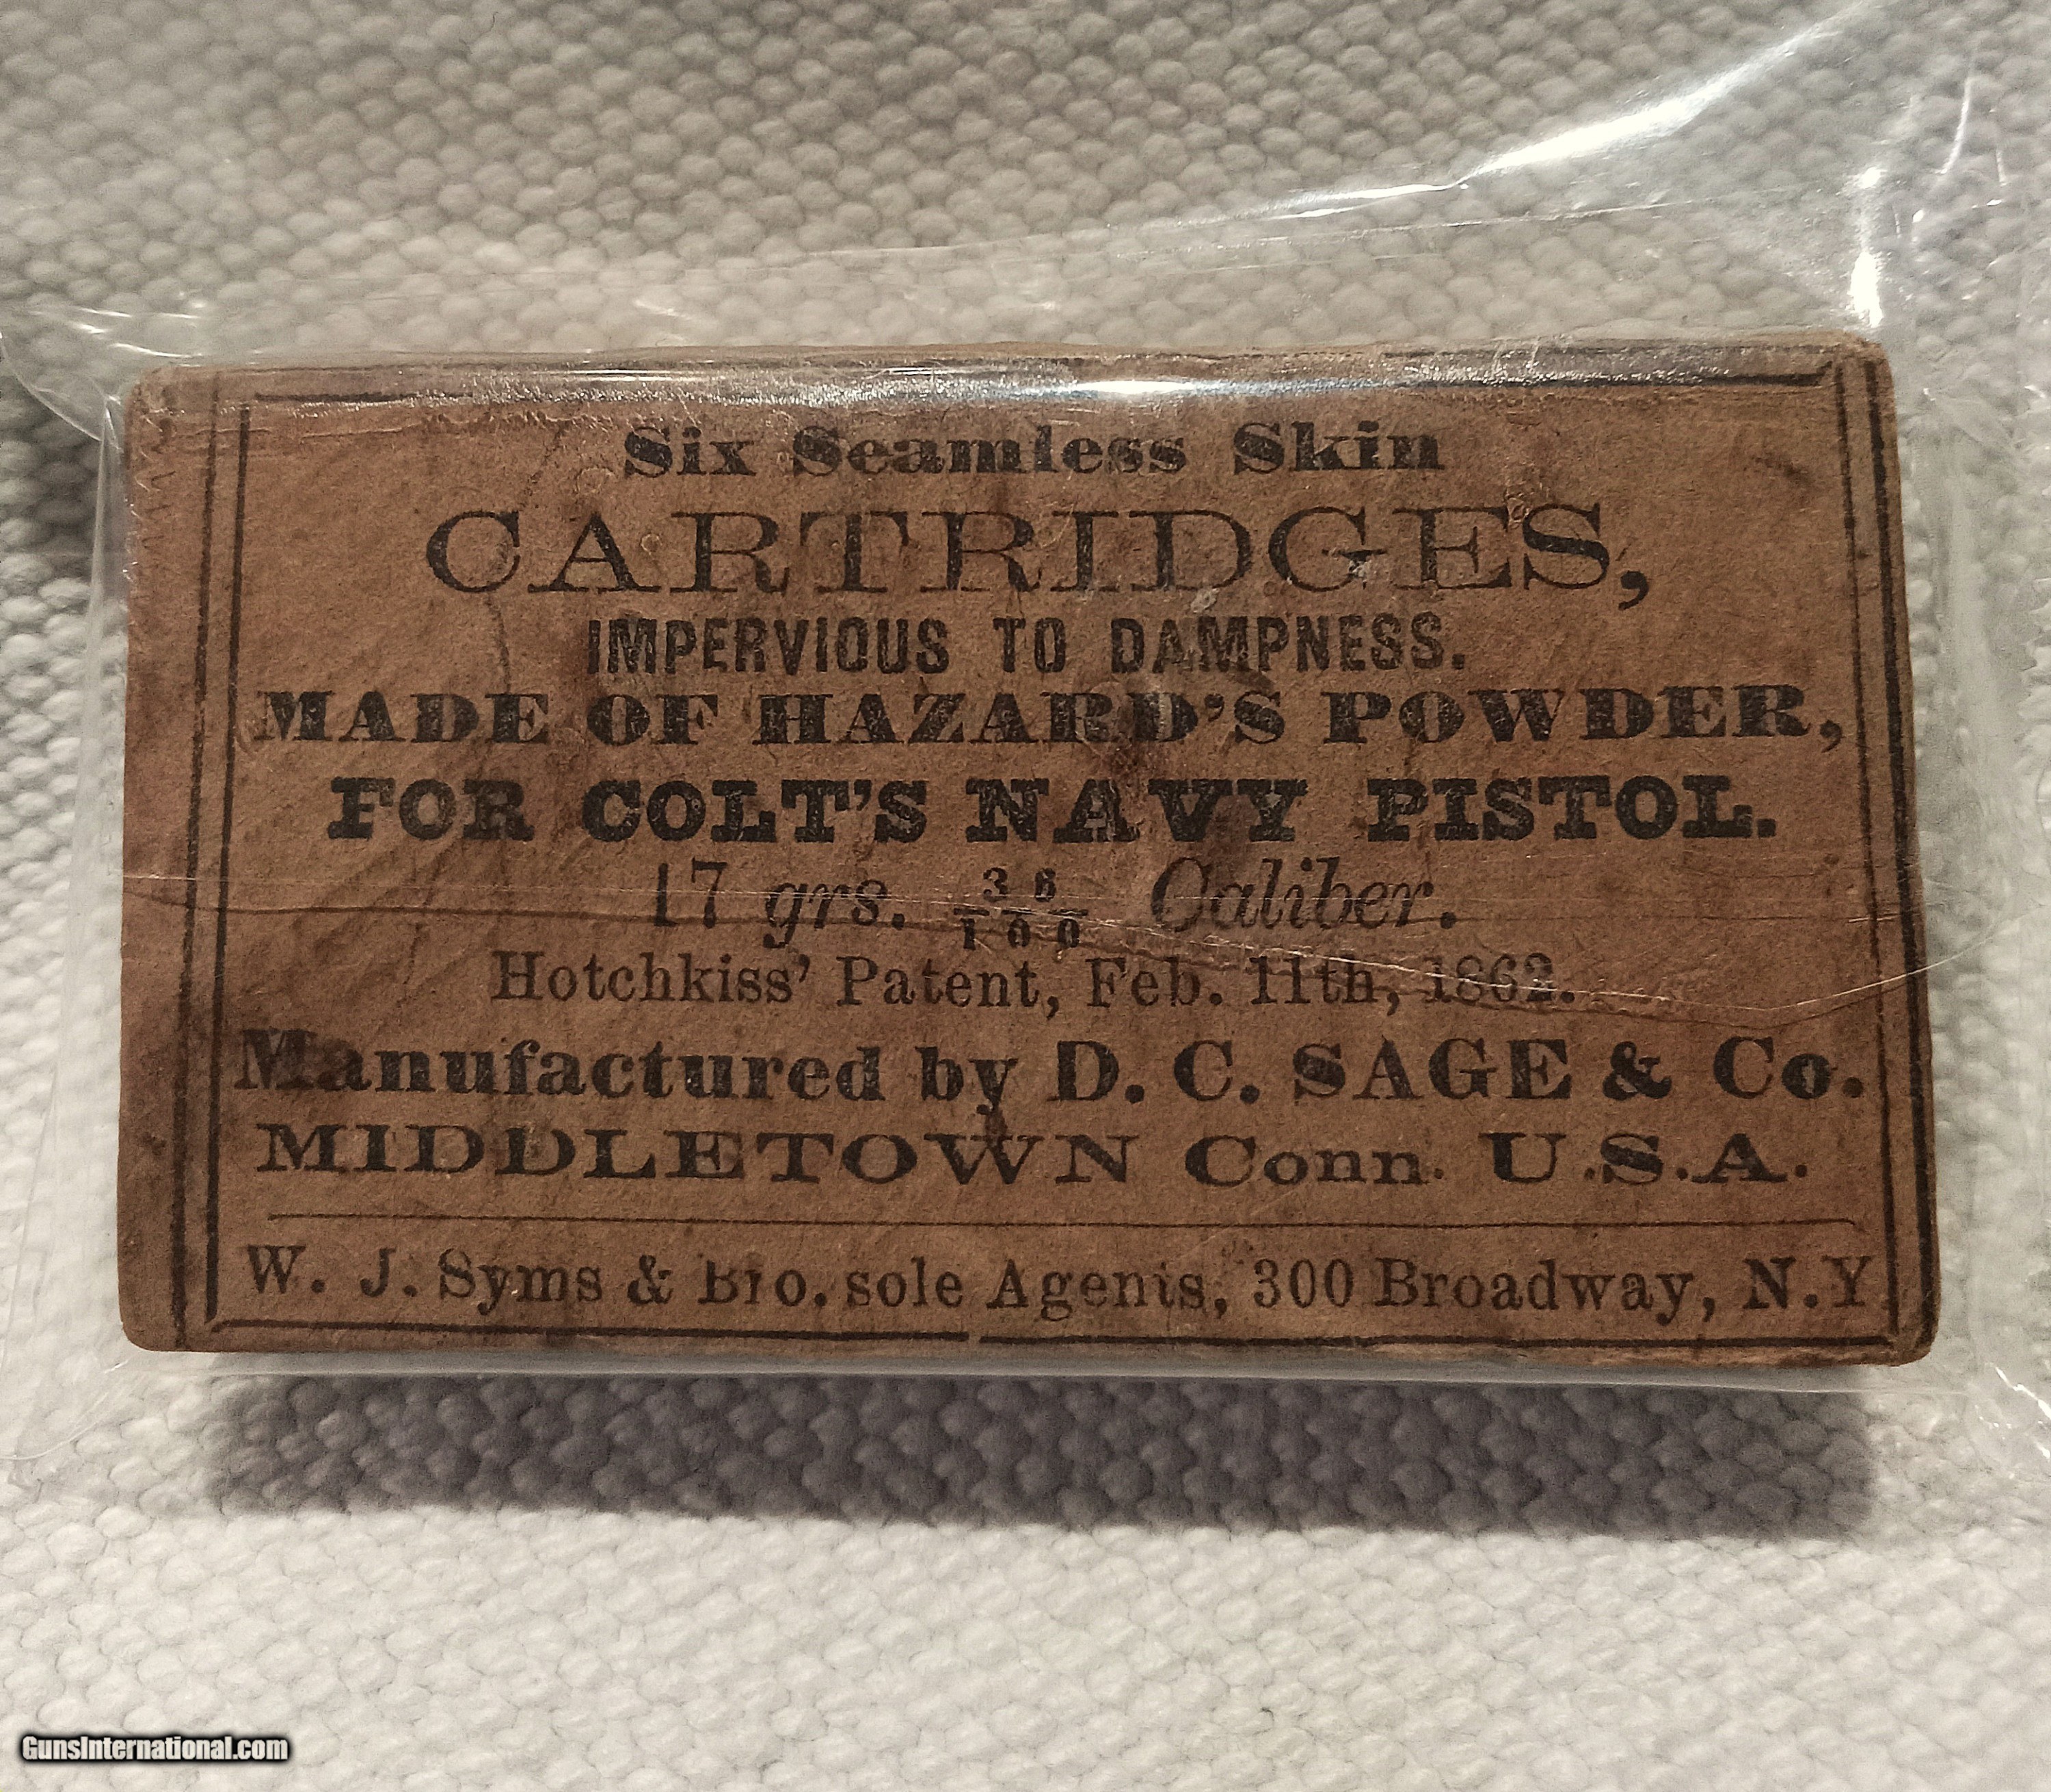 Six Seamless Skin
CARTRIDGES,
IMPERVIOUS TO DAMPNESS.
MADE OF HAZARD'S POWDER,
FOR COLT'S NAVY PISTOL.
17 grs. 36/100 Caliber.
Hotchkiss' Patent, Feb. 11th, 1862.
Manufactured by D. C. SAGE & Co.
MIDDLETOWN Conn. U.S.A.
W. J. Syms & Bro. sole Agents, 300 Broadway, N.Y
GunsInternational.com